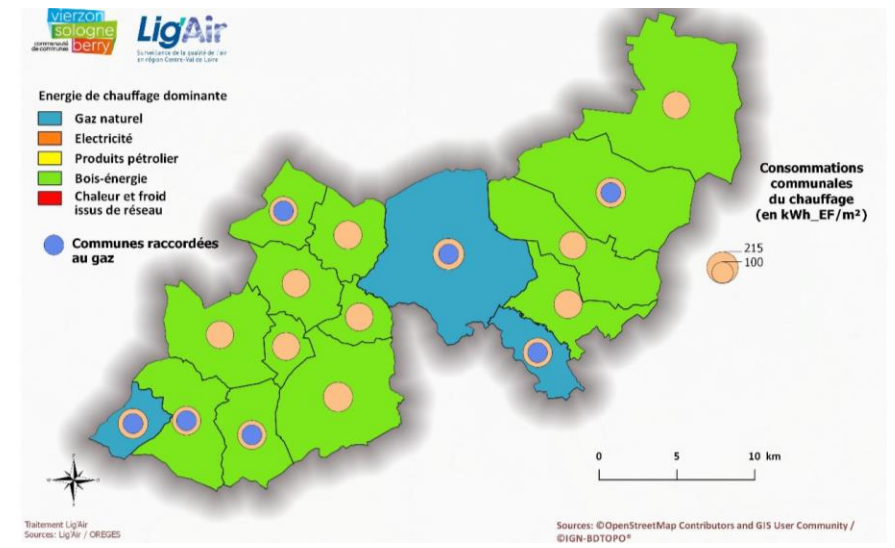 vierzon
sologne
communauté
de communes berry
Lig'Air
Surveillance de la qualité de l'air
en région Centre-Val de Loire
Energie de chauffage dominante
Gaz naturel
Electricité
Produits pétrolier
Bois-énergie
Chaleur et froid
issus de réseau
Communes raccordées
au gaz
Consommations
communales
du chauffage
(en kWh_EF/m²)
215
100
0 5 10 km
Traitement Lig'Air
Sources: Lig'Air / OREGES
Sources: ©OpenStreetMap Contributors and GIS User Community /
©IGN-BDTOPO®